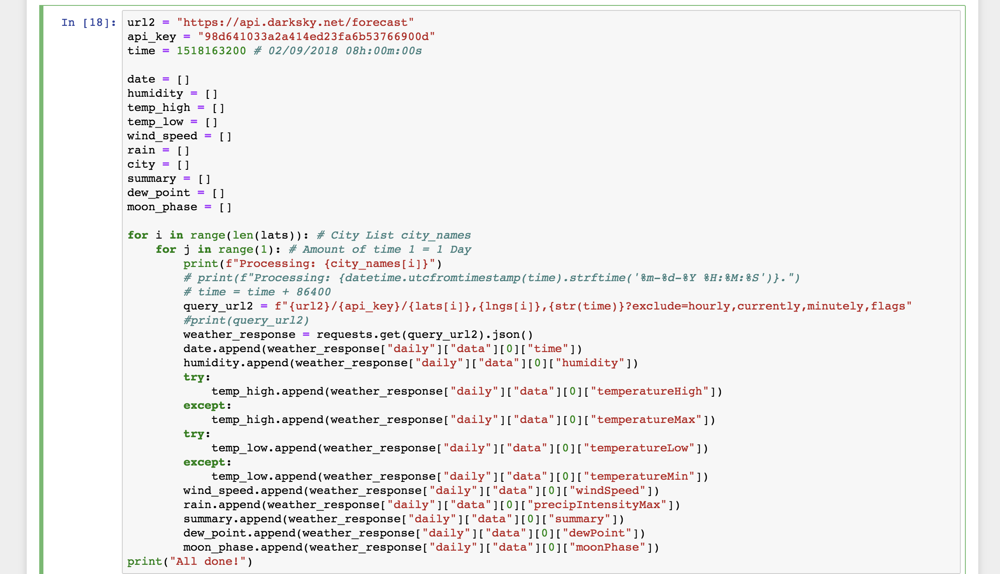 In [18]: url2 = "https://api.darksky.net/forecast"
api_key = "98d641033a2a414ed23fa6b53766900d"
time = 1518163200 # 02/09/2018 08h:00m:00s

date = []
humidity = []
temp_high = []
temp_low = []
wind_speed = []
rain = []
city = []
summary = []
dew_point = []
moon_phase = []

for i in range(len(lats)): # City List city_names
    for j in range(1): # Amount of time 1 = 1 Day
        print(f"Processing: {city_names[i]}")
        # print(f"Processing: {datetime.utcfromtimestamp(time).strftime('%m-%d-%Y %H:%M:%S')}.")
        # time = time + 86400
        query_url2 = f"{url2}/{api_key}/{lats[i]},{lngs[i]},{str(time)}?exclude=hourly,currently,minutely,flags"
        #print(query_url2)
        weather_response = requests.get(query_url2).json()
        date.append(weather_response["daily"]["data"][0]["time"])
        humidity.append(weather_response["daily"]["data"][0]["humidity"])
        try:
            temp_high.append(weather_response["daily"]["data"][0]["temperatureHigh"])
        except:
            temp_high.append(weather_response["daily"]["data"][0]["temperatureMax"])
        try:
            temp_low.append(weather_response["daily"]["data"][0]["temperatureLow"])
        except:
            temp_low.append(weather_response["daily"]["data"][0]["temperatureMin"])
        wind_speed.append(weather_response["daily"]["data"][0]["windSpeed"])
        rain.append(weather_response["daily"]["data"][0]["precipIntensityMax"])
        summary.append(weather_response["daily"]["data"][0]["summary"])
        dew_point.append(weather_response["daily"]["data"][0]["dewPoint"])
        moon_phase.append(weather_response["daily"]["data"][0]["moonPhase"])
print("All done!")